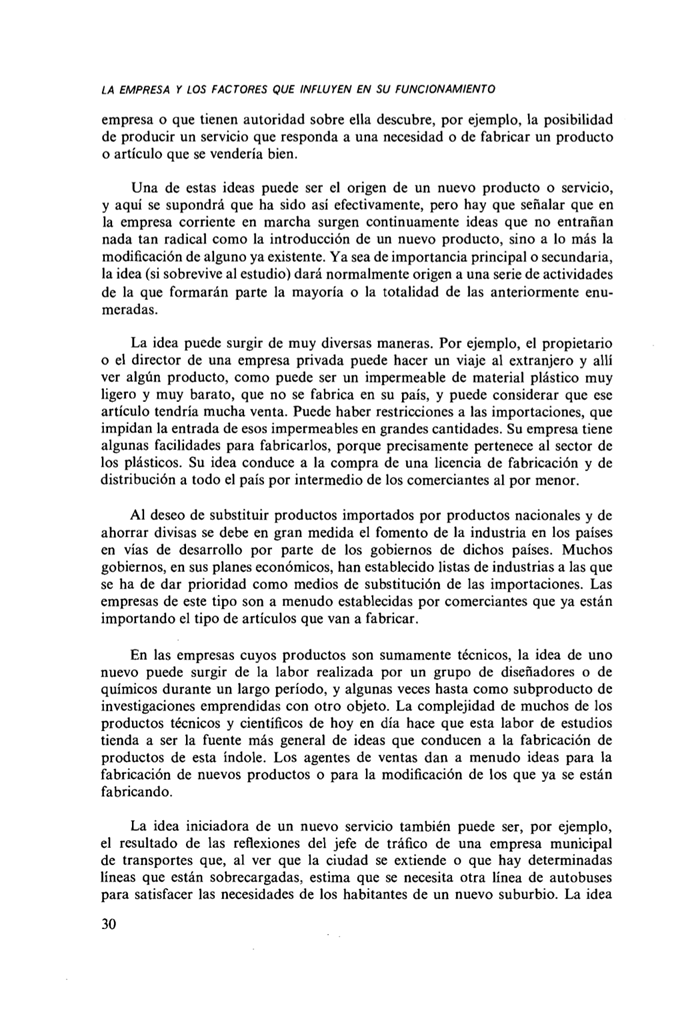 LA EMPRESA Y LOS FACTORES QUE INFLUYEN EN SU FUNCIONAMIENTO
empresa o que tienen autoridad sobre ella descubre, por ejemplo, la posibilidad
de producir un servicio que responda a una necesidad o de fabricar un producto
o artículo que se vendería bien.
Una de estas ideas puede ser el origen de un nuevo producto o servicio,
y aquí se supondrá que ha sido así efectivamente, pero hay que señalar que en
la empresa corriente en marcha surgen continuamente ideas que no entrañan
nada tan radical como la introducción de un nuevo producto, sino a lo más la
modificación de alguno ya existente. Ya sea de importancia principal o secundaria,
la idea (si sobrevive al estudio) dará normalmente origen a una serie de actividades
de la que formarán parte la mayoría o la totalidad de las anteriormente enu-
meradas.
La idea puede surgir de muy diversas maneras. Por ejemplo, el propietario
o el director de una empresa privada puede hacer un viaje al extranjero y allí
ver algún producto, como puede ser un impermeable de material plástico muy
ligero y muy barato, que no se fabrica en su país, y puede considerar que ese
artículo tendría mucha venta. Puede haber restricciones a las importaciones, que
impidan la entrada de esos impermeables en grandes cantidades. Su empresa tiene
algunas facilidades para fabricarlos, porque precisamente pertenece al sector de
los plásticos. Su idea conduce a la compra de una licencia de fabricación y de
distribución a todo el país por intermedio de los comerciantes al por menor.
Al deseo de substituir productos importados por productos nacionales y de
ahorrar divisas se debe en gran medida el fomento de la industria en los países
en vías de desarrollo por parte de los gobiernos de dichos países. Muchos
gobiernos, en sus planes económicos, han establecido listas de industrias a las que
se ha de dar prioridad como medios de substitución de las importaciones. Las
empresas de este tipo son a menudo establecidas por comerciantes que ya están
importando el tipo de artículos que van a fabricar.
En las empresas cuyos productos son sumamente técnicos, la idea de uno
nuevo puede surgir de la labor realizada por un grupo de diseñadores o de
químicos durante un largo período, y algunas veces hasta como subproducto de
investigaciones emprendidas con otro objeto. La complejidad de muchos de los
productos técnicos y científicos de hoy en día hace que esta labor de estudios
tienda a ser la fuente más general de ideas que conducen a la fabricación de
productos de esta índole. Los agentes de ventas dan a menudo ideas para la
fabricación de nuevos productos o para la modificación de los que ya se están
fabricando.
La idea iniciadora de un nuevo servicio también puede ser, por ejemplo,
el resultado de las reflexiones del jefe de tráfico de una empresa municipal
de transportes que, al ver que la ciudad se extiende o que hay determinadas
líneas que están sobrecargadas, estima que se necesita otra línea de autobuses
para satisfacer las necesidades de los habitantes de un nuevo suburbio. La idea
30